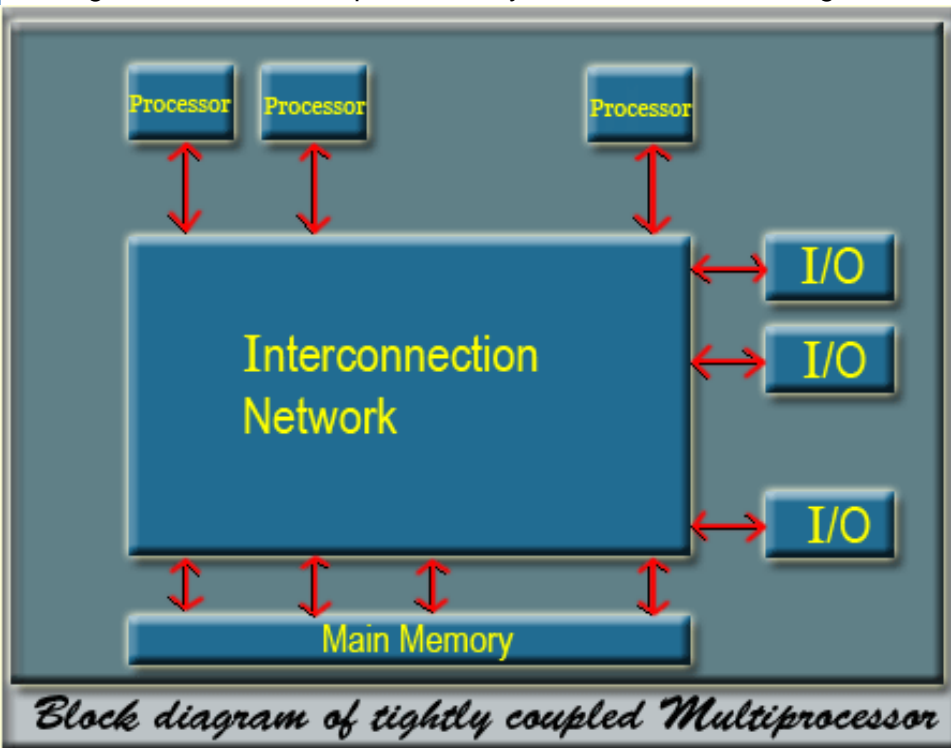 Processor Processor Processor
I/O
Interconnection
I/O
Network
I/O
Main Memory
Block diagram of tightly coupled Multiprocessor